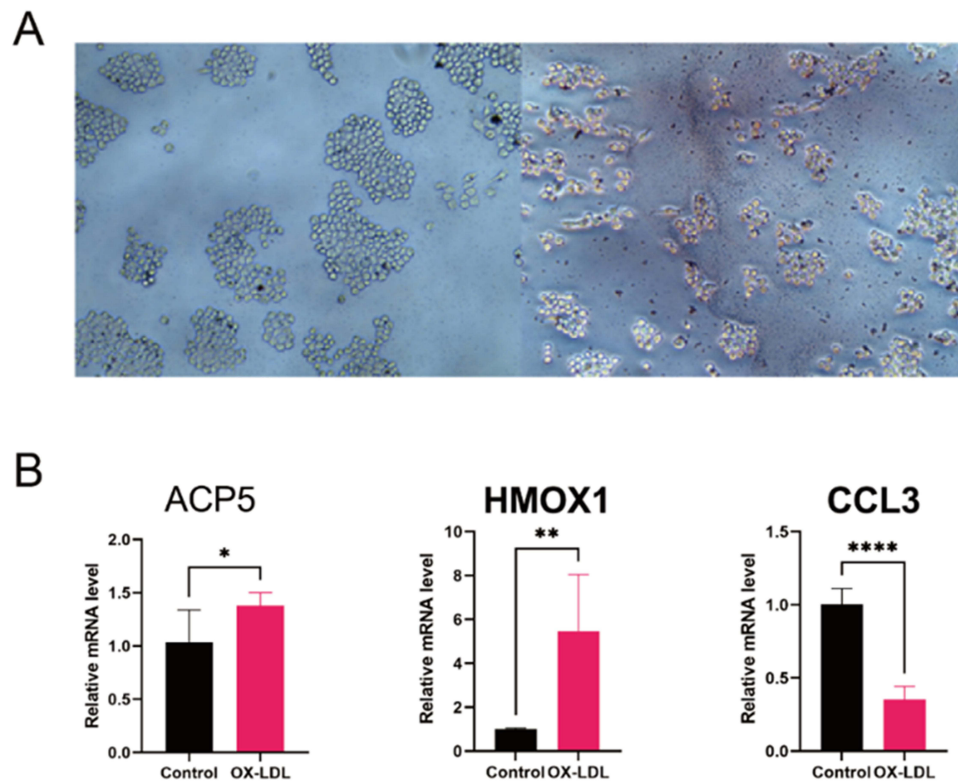 A
B
ACP5
Relative mRNA level
2.0
1.5
1.0
0.5
0.0
*
Control OX-LDL
HMOX1
Relative mRNA level
10
8
6
4
2
0
**
Control OX-LDL
CCL3
Relative mRNA level
1.5
1.0
0.5
0.0
****
Control OX-LDL